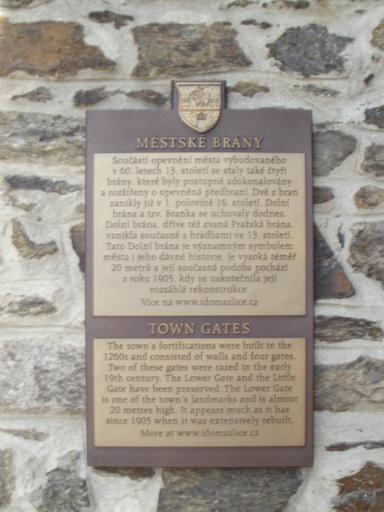 MĚSTSKÉ BRÁNY
Součástí opevnění města vybudovaného
v 60. letech 13. století se staly také čtyři
brány, které byly postupně zdokonalovány
a rozšířeny o opevněná předbraní. Dvě z bran
zanikly již v 1. polovině 19. století. Dolní
brána a tzv. Branka se uchovaly dodnes.
Dolní brána, dříve též zvaná Pražská brána,
vznikla současně s hradbami ve 13. století.
Tato Dolní brána je významným symbolem
města i jeho dávné historie, je vysoká téměř
20 metrů a její současná podoba pochází
z roku 1905, kdy se uskutečnila její
rozsáhlá rekonstrukce.
Více na www.idomazlice.cz
TOWN GATES
The town's fortifications were built in the
1260s and consisted of walls and four gates.
Two of these gates were razed in the early
19th century. The Lower Gate and the Little
Gate have been preserved. The Lower Gate
is one of the town's landmarks and is almost
20 metres high. It appears much as it has
since 1905 when it was extensively rebuilt.
More at www.idomazlice.cz